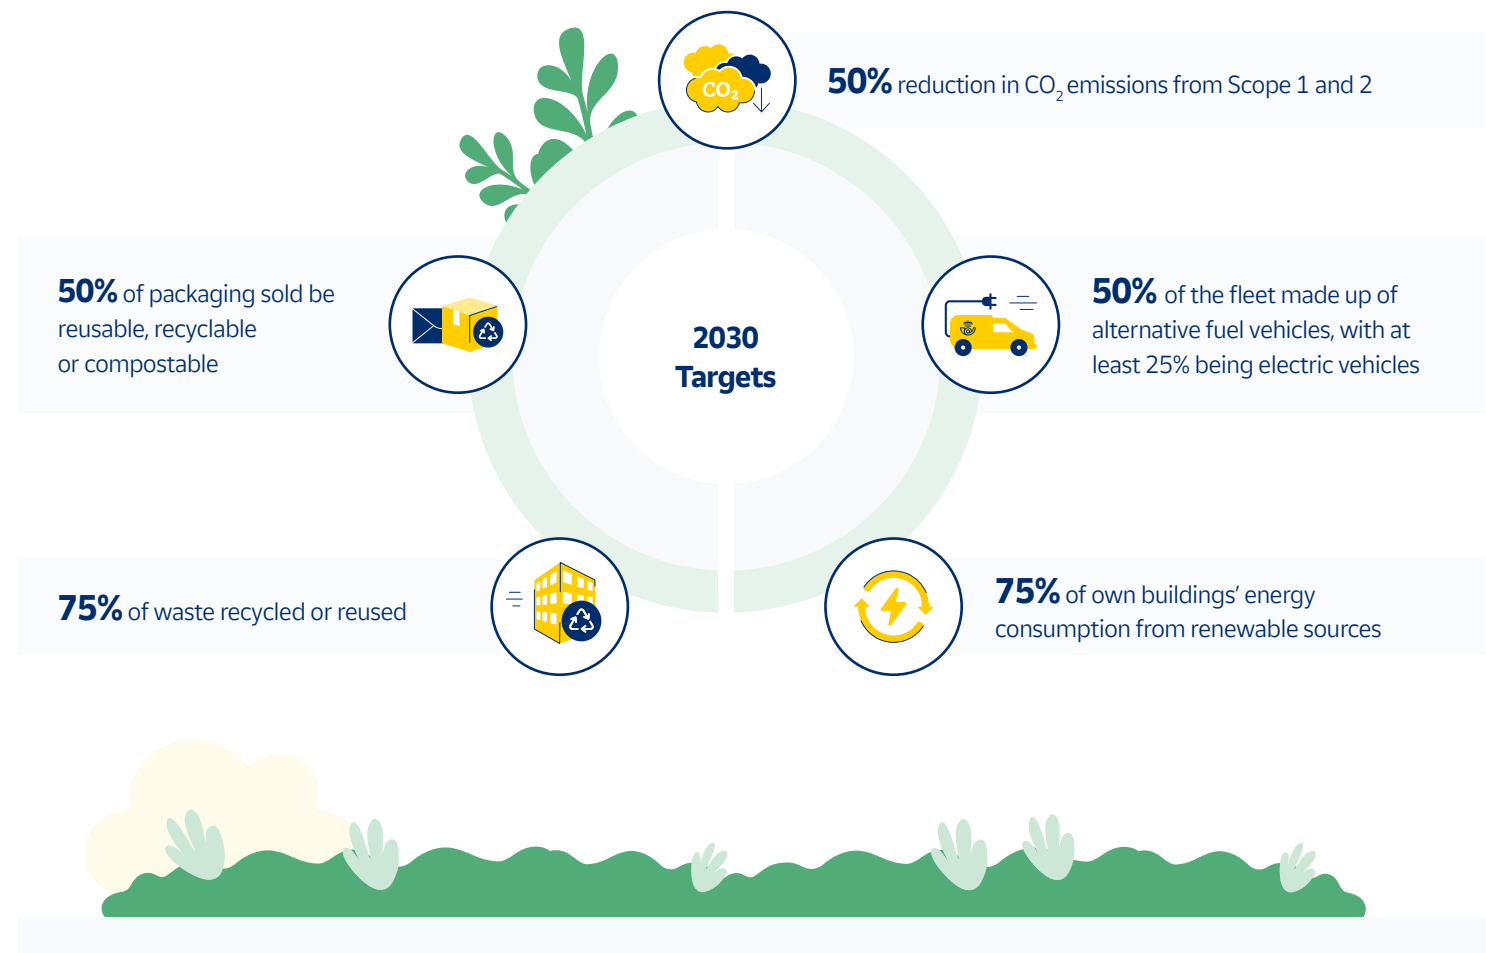 CO₂
50% reduction in CO₂ emissions from Scope 1 and 2
50% of packaging sold be
reusable, recyclable
or compostable
2030
Targets
50% of the fleet made up of
alternative fuel vehicles, with at
least 25% being electric vehicles
75% of waste recycled or reused
75% of own buildings’ energy
consumption from renewable sources